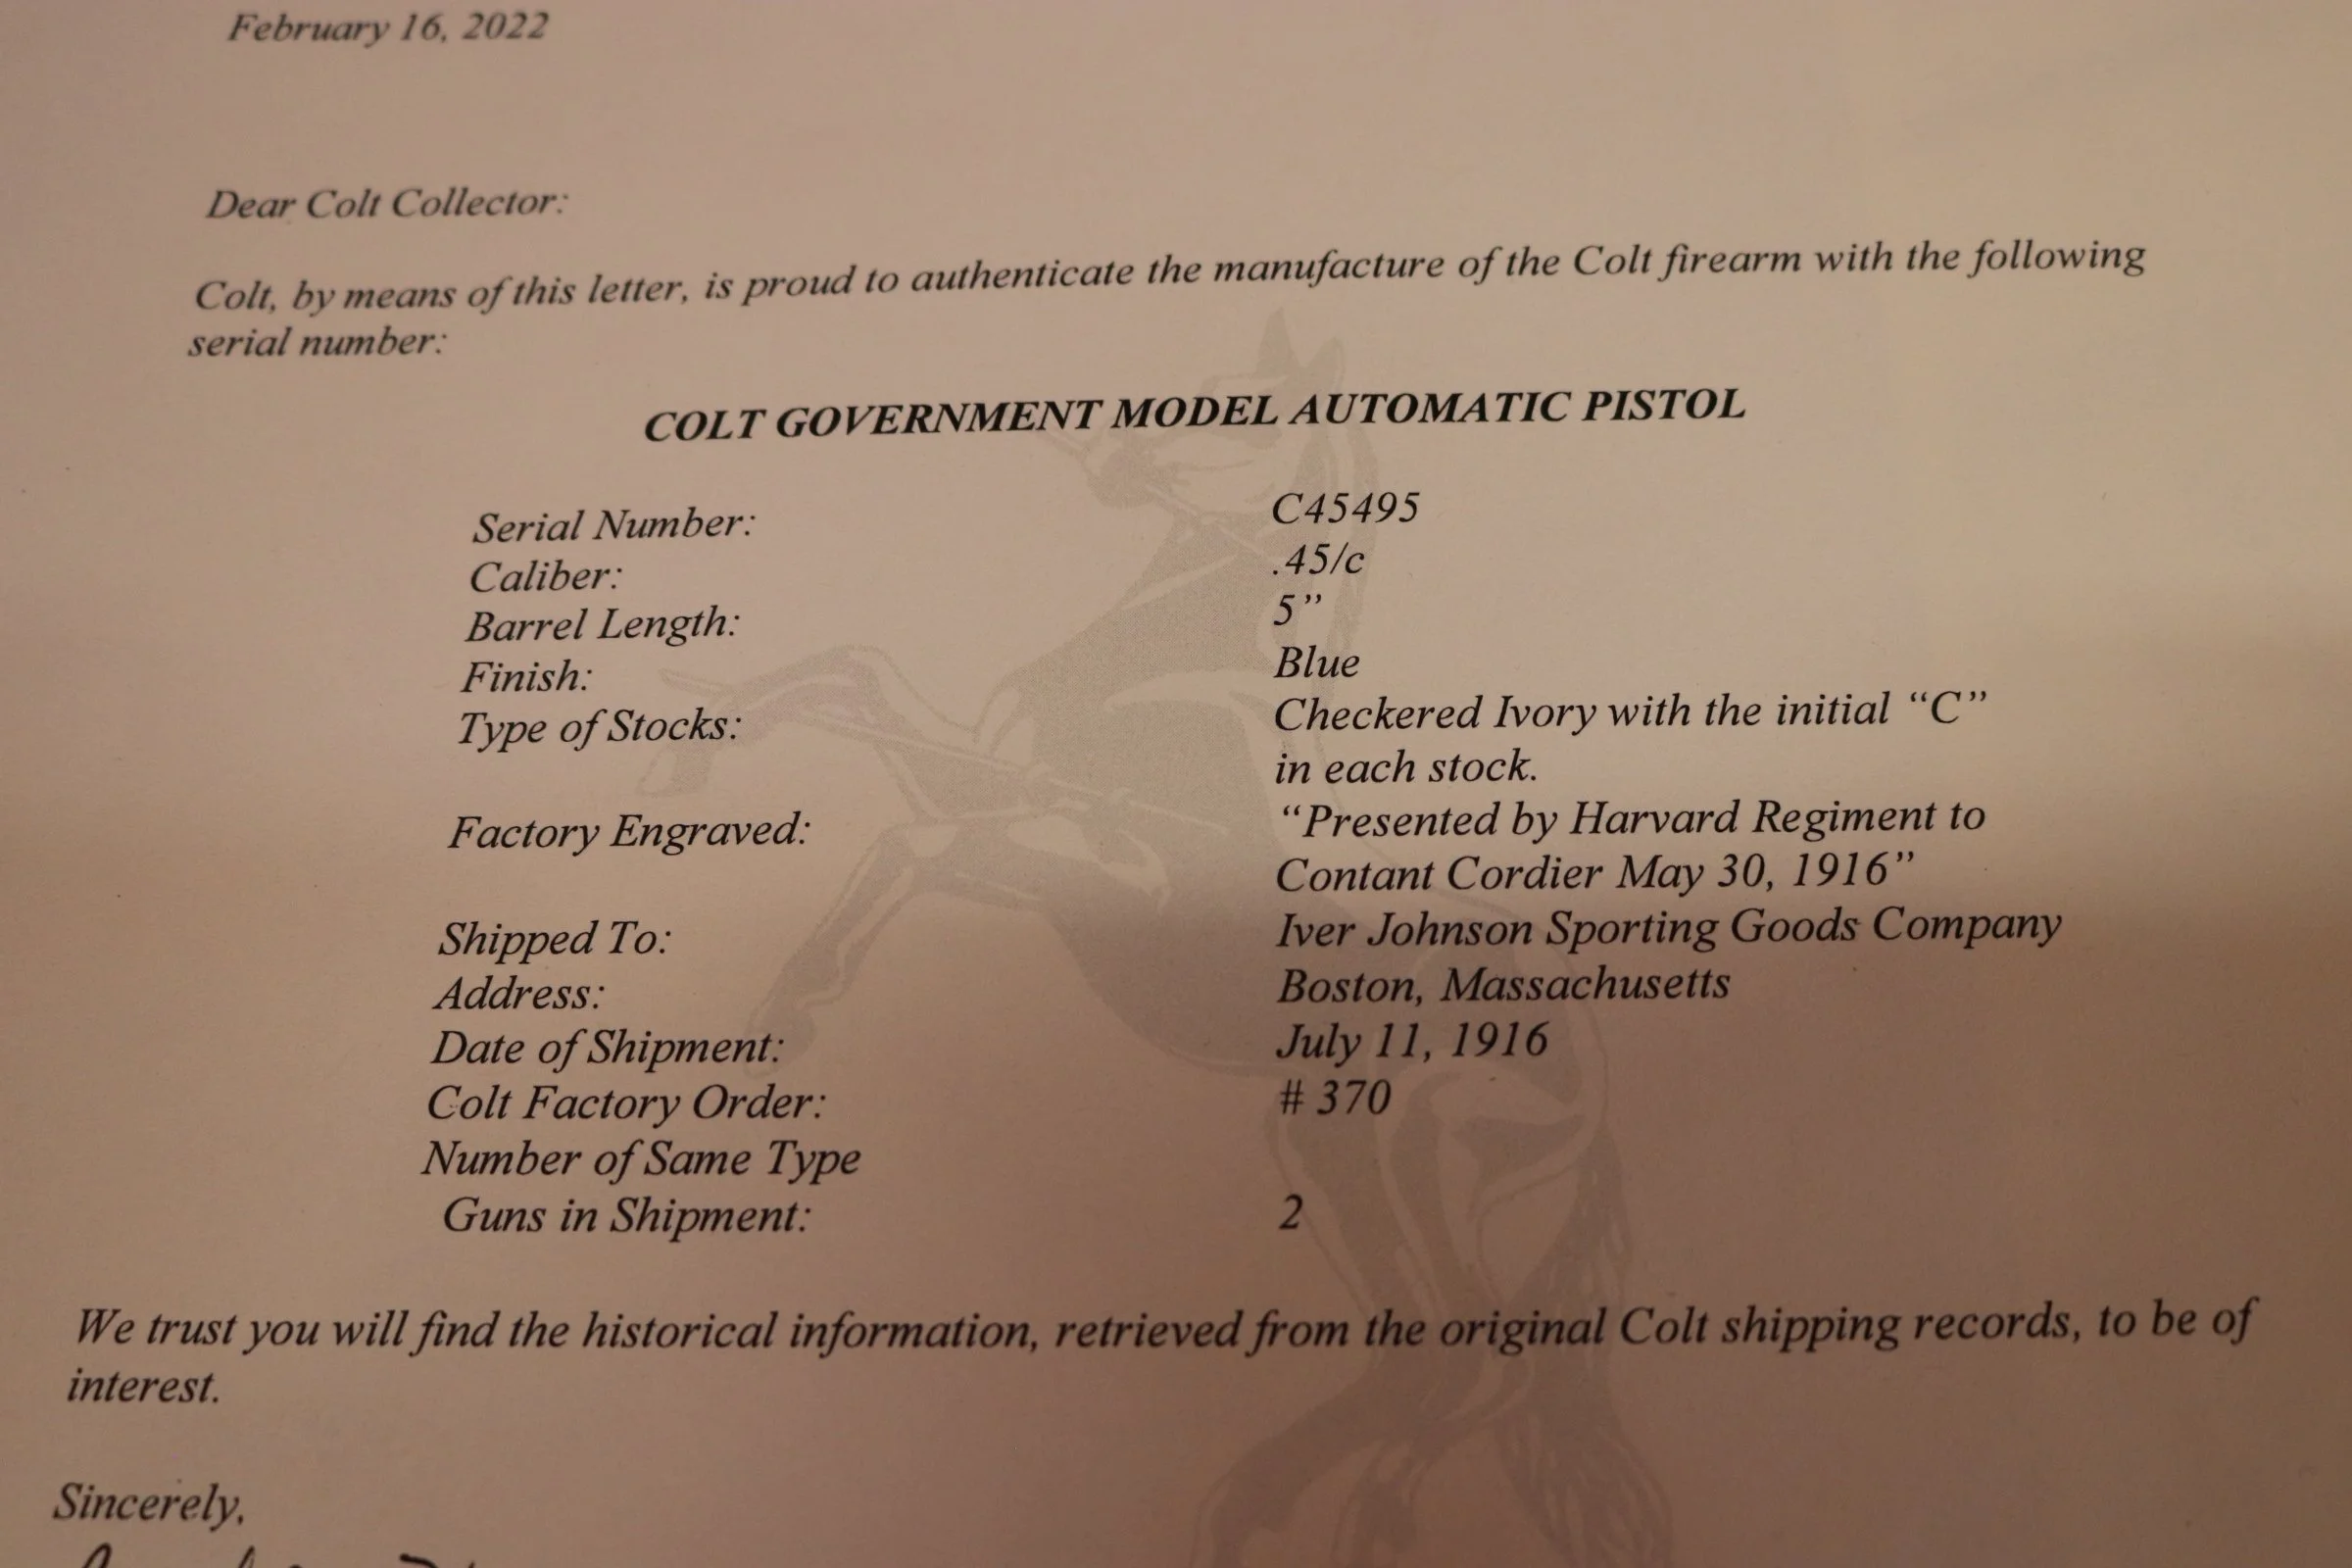 February 16, 2022
Dear Colt Collector:
Colt, by means of this letter, is proud to authenticate the manufacture of the Colt firearm with the following
serial number:
COLT GOVERNMENT MODEL AUTOMATIC PISTOL
Serial Number: C45495
Caliber: .45/c
Barrel Length: 5”
Finish: Blue
Type of Stocks: Checkered Ivory with the initial “C”
in each stock.
Factory Engraved: “Presented by Harvard Regiment to
Contant Cordier May 30, 1916”
Shipped To: Iver Johnson Sporting Goods Company
Address: Boston, Massachusetts
Date of Shipment: July 11, 1916
Colt Factory Order: # 370
Number of Same Type
Guns in Shipment: 2
We trust you will find the historical information, retrieved from the original Colt shipping records, to be of
interest.
Sincerely,